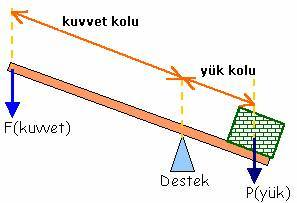 kuvvet kolu
yük kolu
F(kuvvet)
Destek
P(yük)